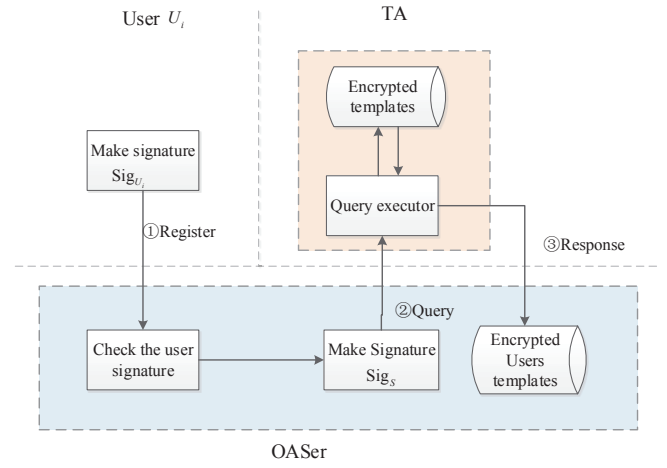 User U_i
TA
Encrypted
templates
Make signature
Sig_{U_i}
Query executor
①Register
③Response
②Query
Check the user
signature
Make Signature
Sig_S
Encrypted
Users
templates
OASer